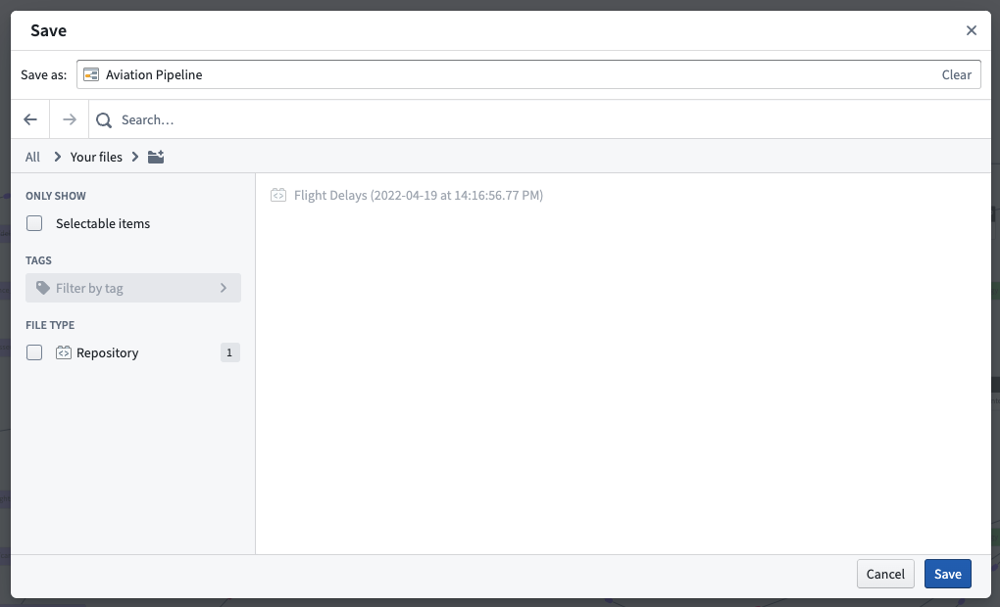 Save
Save as: Aviation Pipeline Clear
Search...
All Your files
ONLY SHOW
Selectable items
TAGS
Filter by tag
FILE TYPE
Repository 1
Flight Delays (2022-04-19 at 14:16:56.77 PM)
Cancel Save